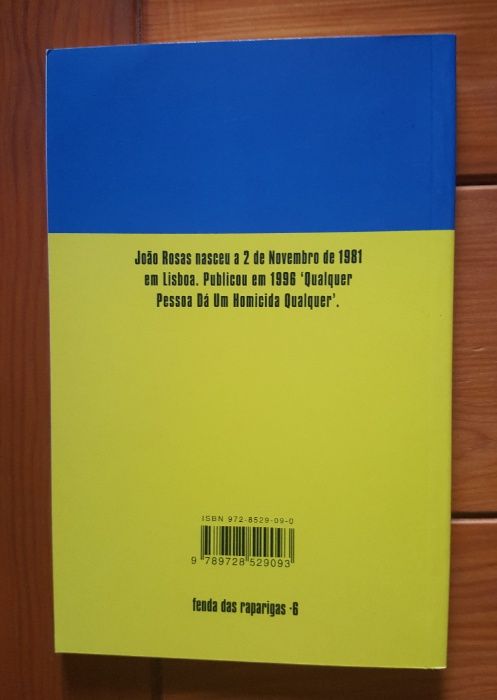 João Rosas nasceu a 2 de Novembro de 1981
em Lisboa. Publicou em 1996 ‘Qualquer
Pessoa Dá Um Homicida Qualquer’.
ISBN 972-8529-09-0
9 789728 529093
fenda das raparigas -6